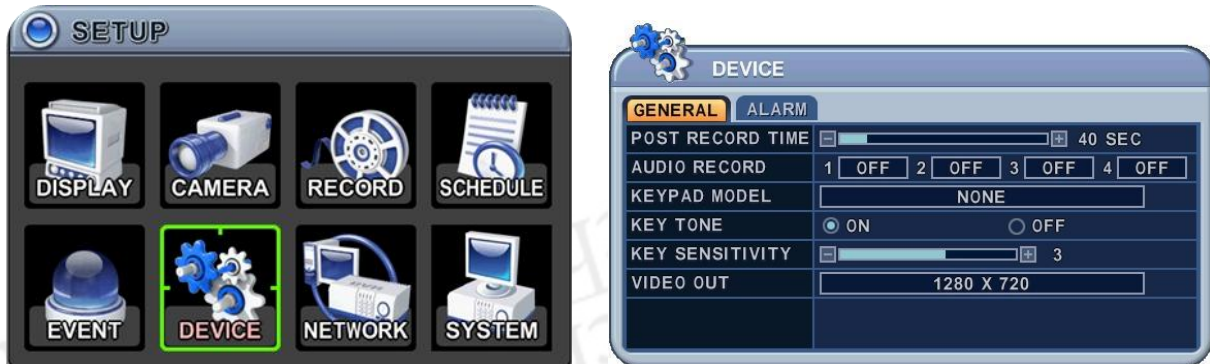 SETUP
DISPLAY CAMERA RECORD SCHEDULE
EVENT DEVICE NETWORK SYSTEM
DEVICE
GENERAL ALARM
POST RECORD TIME 40 SEC
AUDIO RECORD 1 OFF 2 OFF 3 OFF 4 OFF
KEYPAD MODEL NONE
KEY TONE ON OFF
KEY SENSITIVITY 3
VIDEO OUT 1280 X 720